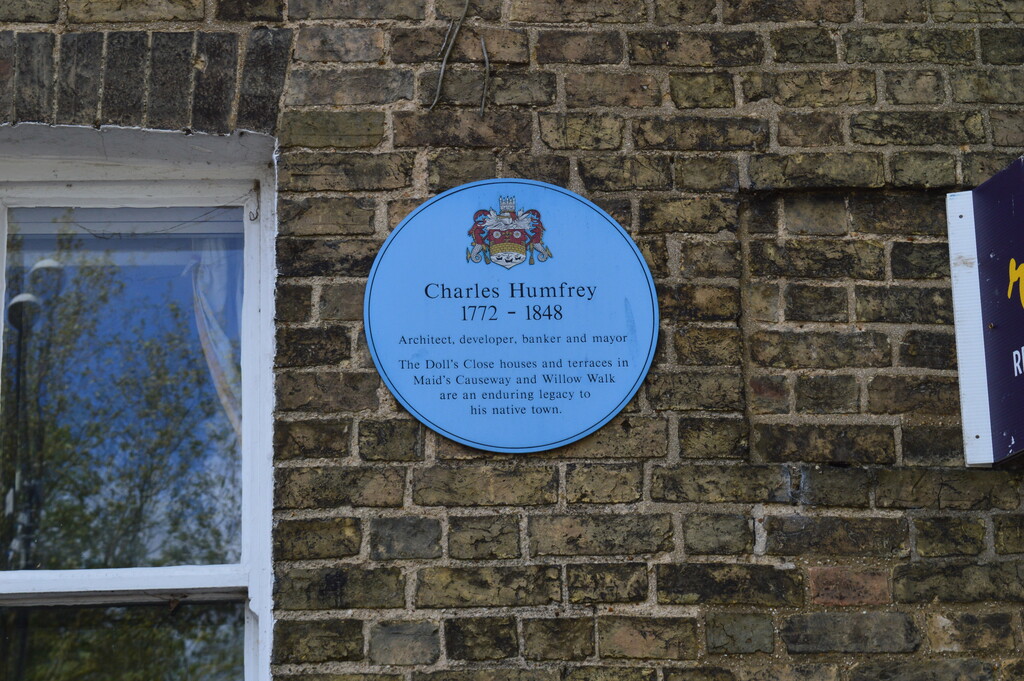 Charles Humfrey
1772 - 1848
Architect, developer, banker and mayor
The Doll's Close houses and terraces in
Maid's Causeway and Willow Walk
are an enduring legacy to
his native town.